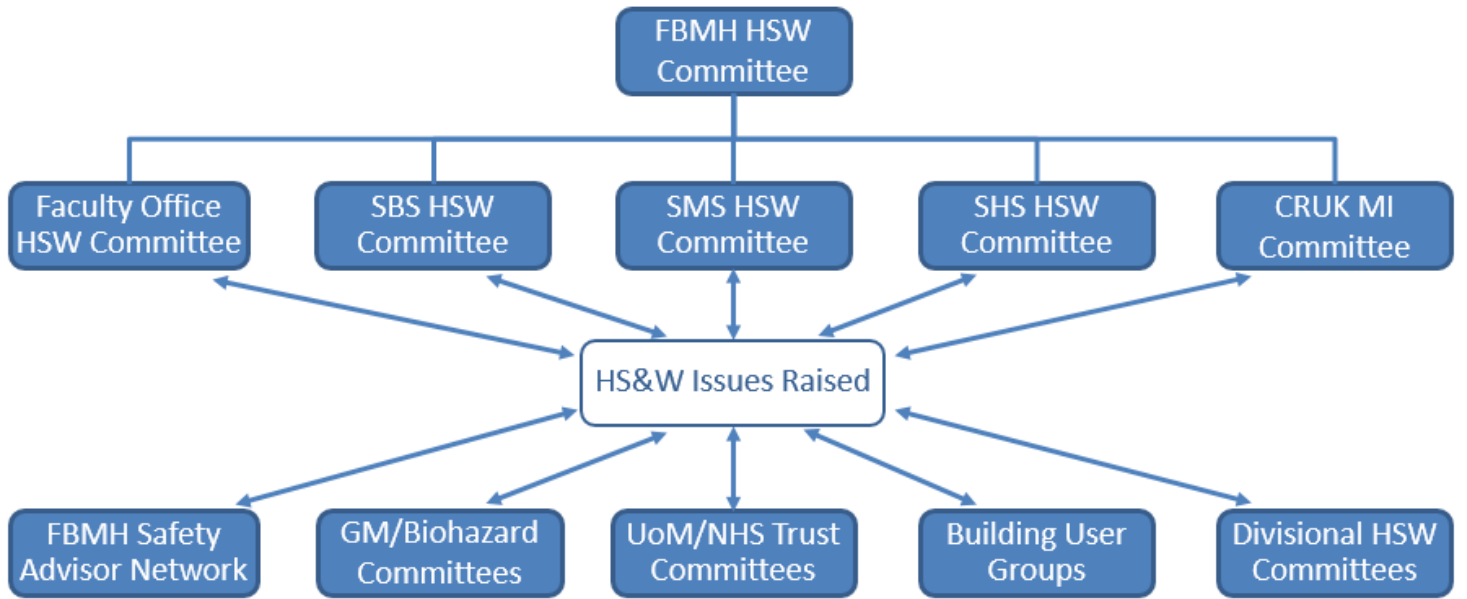 FBMH HSW
Committee
Faculty Office
HSW Committee
SBS HSW
Committee
SMS HSW
Committee
SHS HSW
Committee
CRUK MI
Committee
HS&W Issues Raised
FBMH Safety
Advisor Network
GM/Biohazard
Committees
UoM/NHS Trust
Committees
Building User
Groups
Divisional HSW
Committees